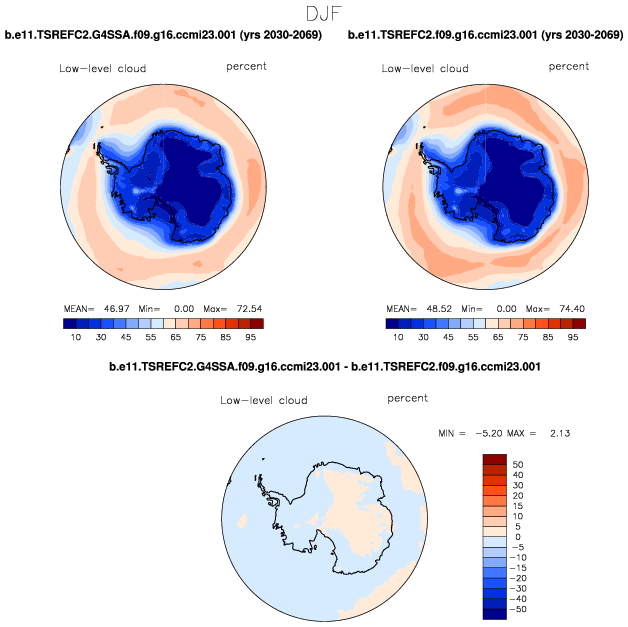 DJF
b.e11.TSREFC2.G4SSA.f09.g16.ccmi23.001 (yrs 2030-2069)
b.e11.TSREFC2.f09.g16.ccmi23.001 (yrs 2030-2069)
Low-level cloud percent
Low-level cloud percent
MEAN= 46.97 Min= 0.00 Max= 72.54
MEAN= 48.52 Min= 0.00 Max= 74.40
10 30 45 55 65 75 85 95
10 30 45 55 65 75 85 95
b.e11.TSREFC2.G4SSA.f09.g16.ccmi23.001 - b.e11.TSREFC2.f09.g16.ccmi23.001
Low-level cloud percent
MIN = -5.20 MAX = 2.13
50
40
30
20
15
10
5
0
-5
-10
-15
-20
-30
-40
-50